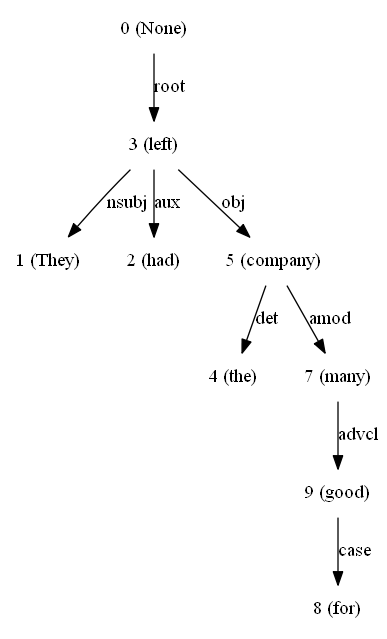 0 (None)
root
3 (left)
nsubj aux obj
1 (They) 2 (had) 5 (company)
det amod
4 (the) 7 (many)
advcl
9 (good)
case
8 (for)